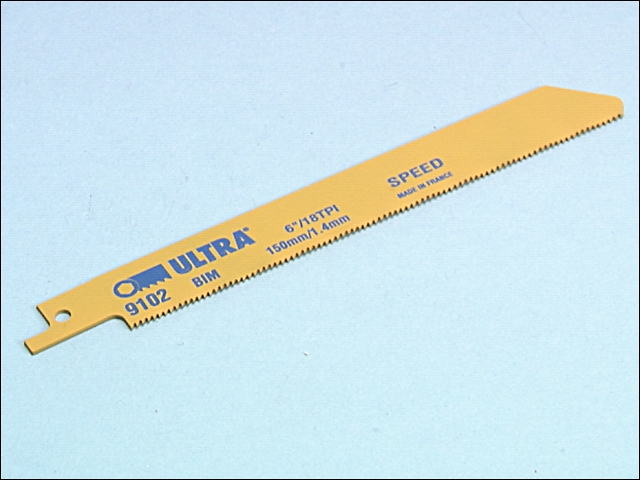 ULTRA®
9102 BIM
6"/18TPI
150mm/1.4mm
SPEED
MADE IN FRANCE